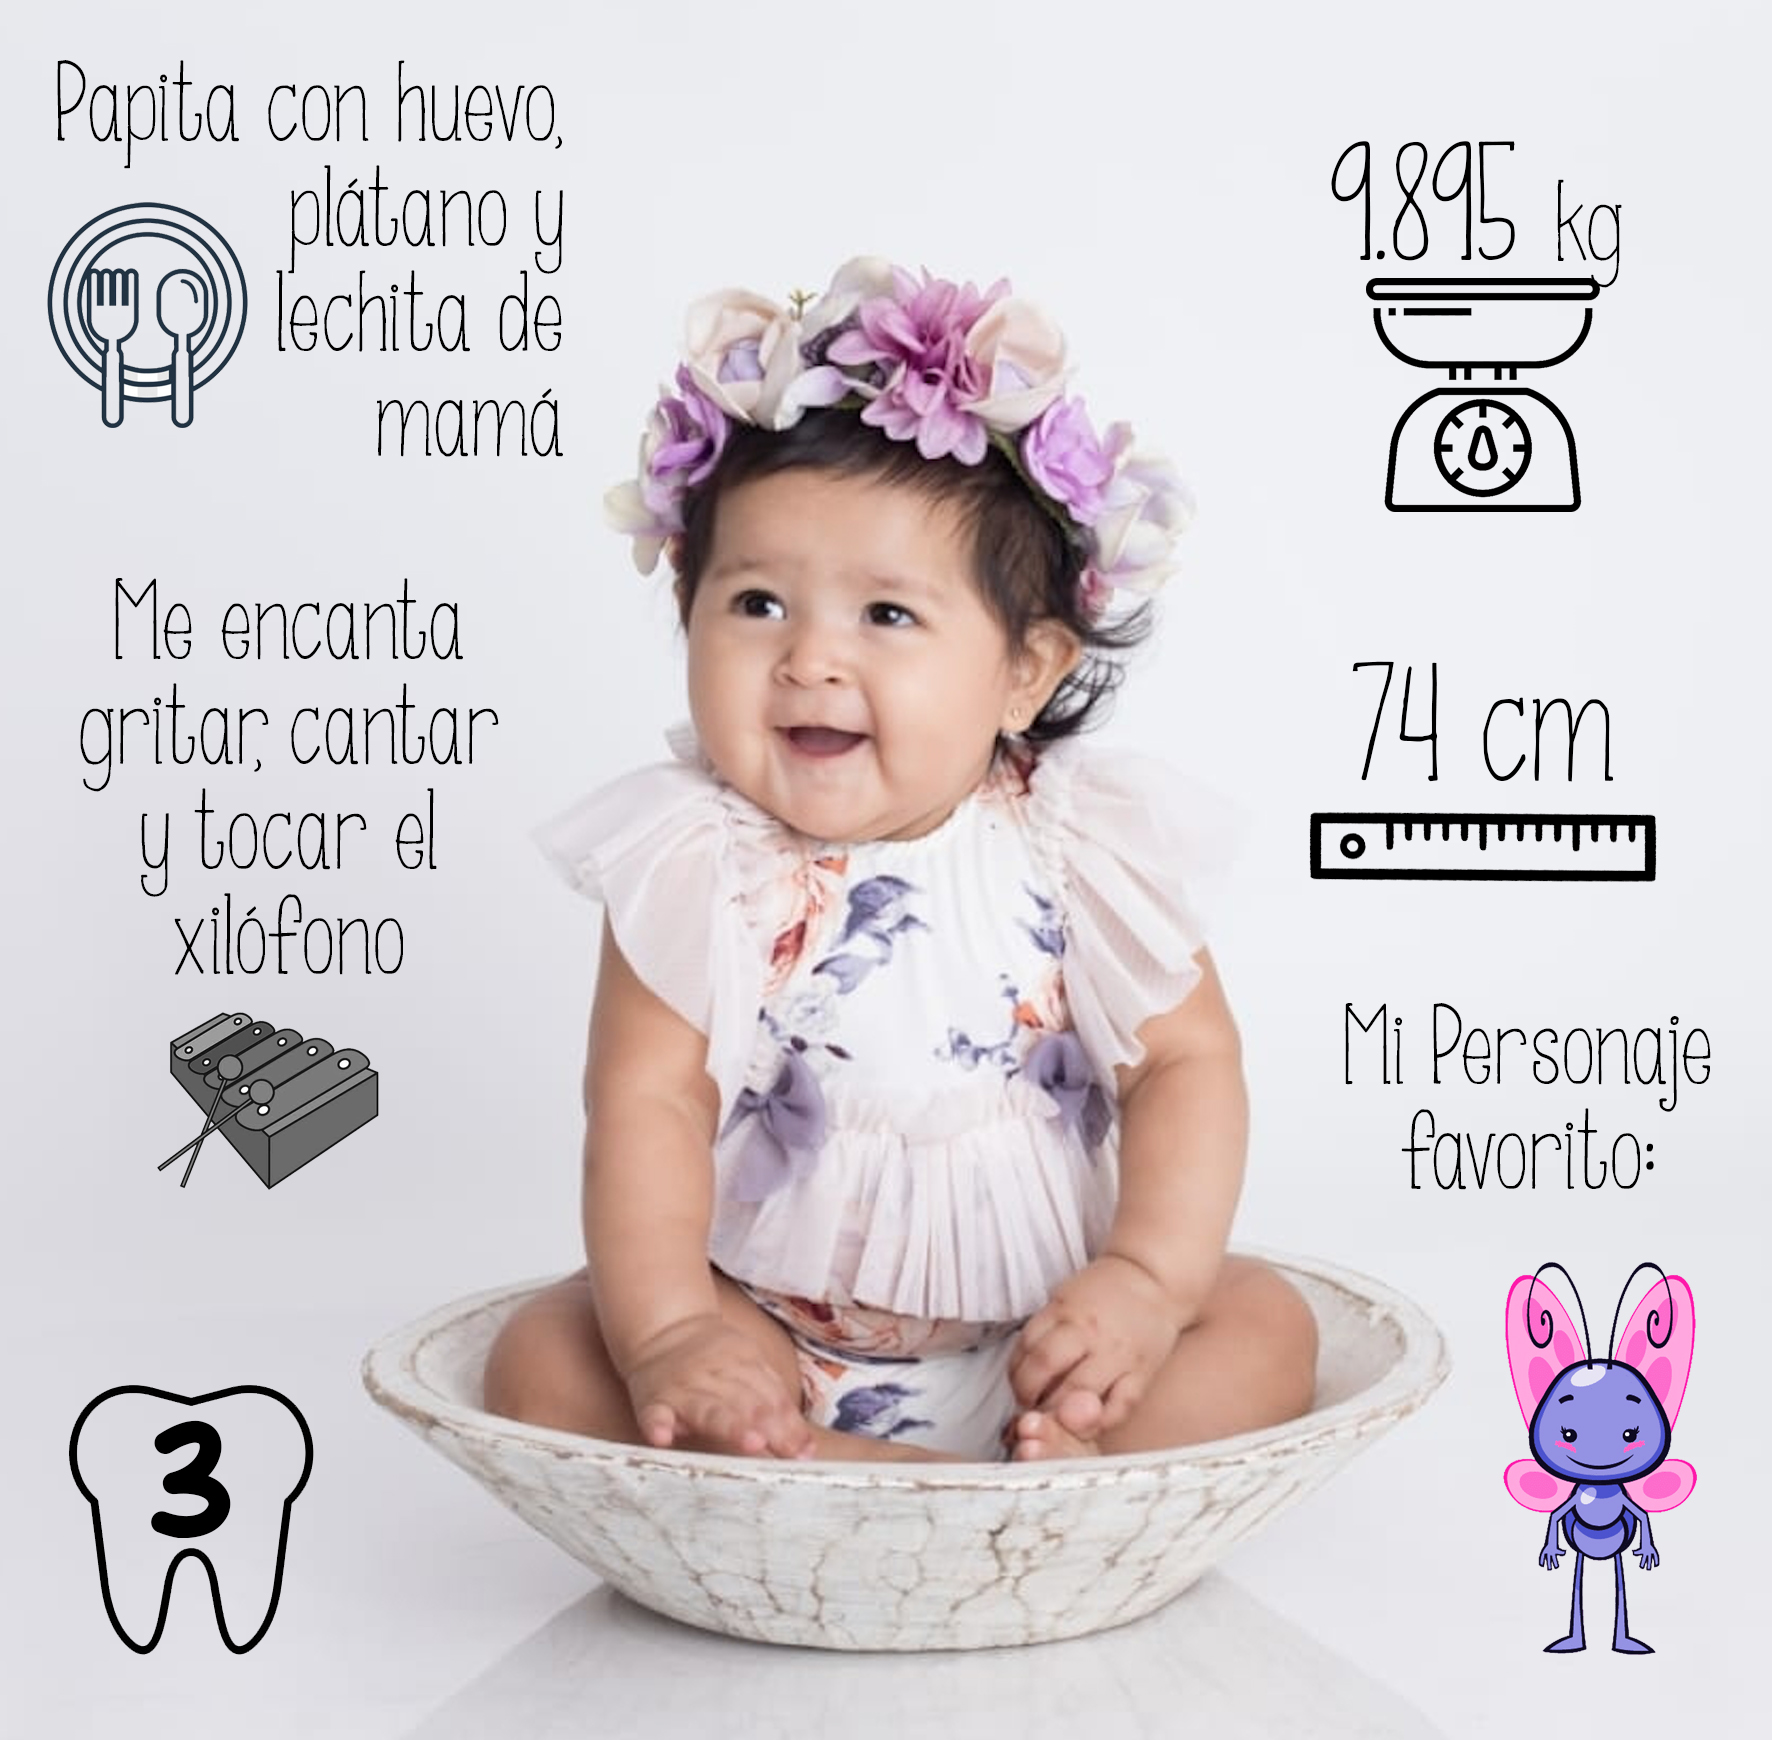 Papita con huevo,
plátano y
lechita de
mamá
Me encanta
gritar, cantar
y tocar el
xilófono
3
9.895 kg
74 cm
Mi Personaje
favorito: